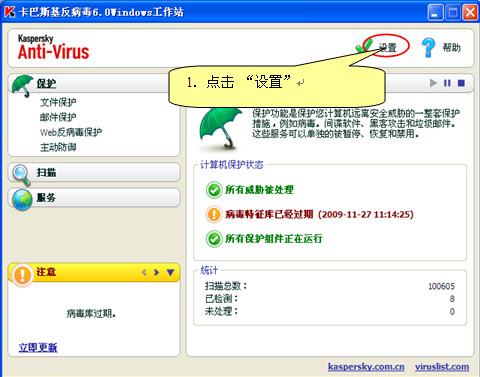 卡巴斯基反病毒6.0Windows工作站
Kaspersky
Anti-Virus
设置
帮助
1. 点击 “设置”
保护
文件保护
邮件保护
Web反病毒保护
主动防御
扫描
服务
注意
病毒库过期。
立即更新
保护功能是保护您计算机远离安全威胁的一整套保护
措施，例如病毒。间谍软件、黑客攻击和垃圾邮件。
这些服务可以单独的被暂停、恢复和禁用。
计算机保护状态
所有威胁被处理
病毒特征库已经过期 (2009-11-27 11:14:25)
所有保护组件正在运行
统计
扫描总数： 100605
已检测： 8
未处理： 0
kaspersky.com.cn viruslist.com